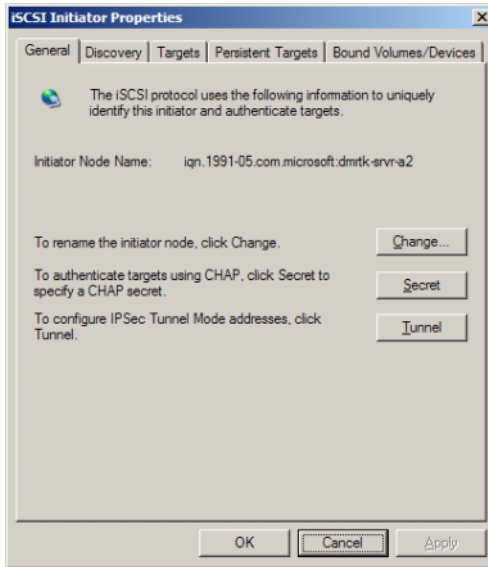 iSCSI Initiator Properties
General Discovery Targets Persistent Targets Bound Volumes/Devices
The iSCSI protocol uses the following information to uniquely
identify this initiator and authenticate targets.
Initiator Node Name: iqn.1991-05.com.microsoft:dmrtk-srvr-a2
To rename the initiator node, click Change.
Change...
To authenticate targets using CHAP, click Secret to
specify a CHAP secret.
Secret
To configure IPSec Tunnel Mode addresses, click
Tunnel.
Tunnel
OK Cancel Apply